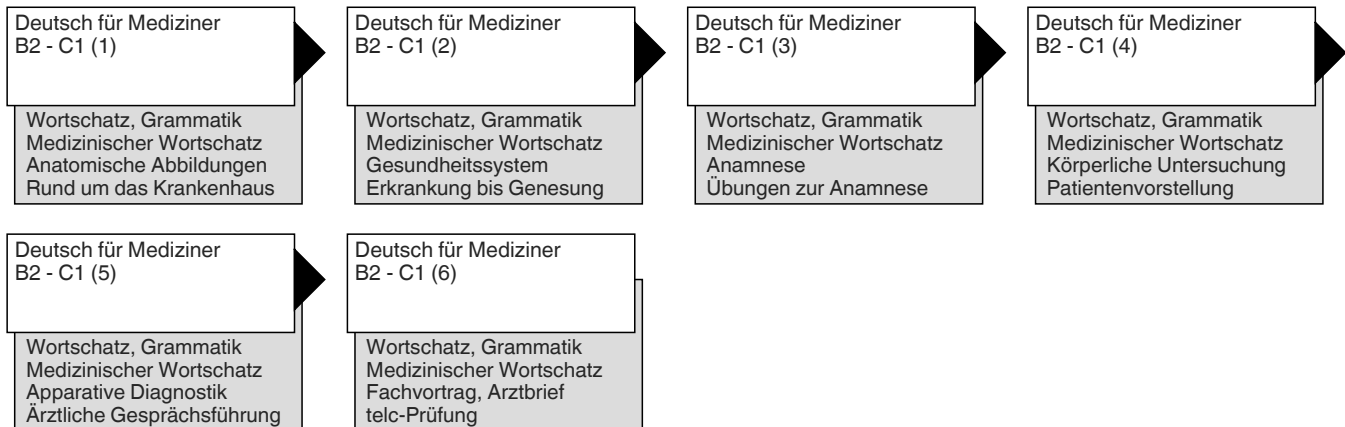 Deutsch für Mediziner
B2 - C1 (1)
Wortschatz, Grammatik
Medizinischer Wortschatz
Anatomische Abbildungen
Rund um das Krankenhaus
Deutsch für Mediziner
B2 - C1 (2)
Wortschatz, Grammatik
Medizinischer Wortschatz
Gesundheitssystem
Erkrankung bis Genesung
Deutsch für Mediziner
B2 - C1 (3)
Wortschatz, Grammatik
Medizinischer Wortschatz
Anamnese
Übungen zur Anamnese
Deutsch für Mediziner
B2 - C1 (4)
Wortschatz, Grammatik
Medizinischer Wortschatz
Körperliche Untersuchung
Patientenvorstellung
Deutsch für Mediziner
B2 - C1 (5)
Wortschatz, Grammatik
Medizinischer Wortschatz
Apparative Diagnostik
Ärztliche Gesprächsführung
Deutsch für Mediziner
B2 - C1 (6)
Wortschatz, Grammatik
Medizinischer Wortschatz
Fachvortrag, Arztbrief
telc-Prüfung